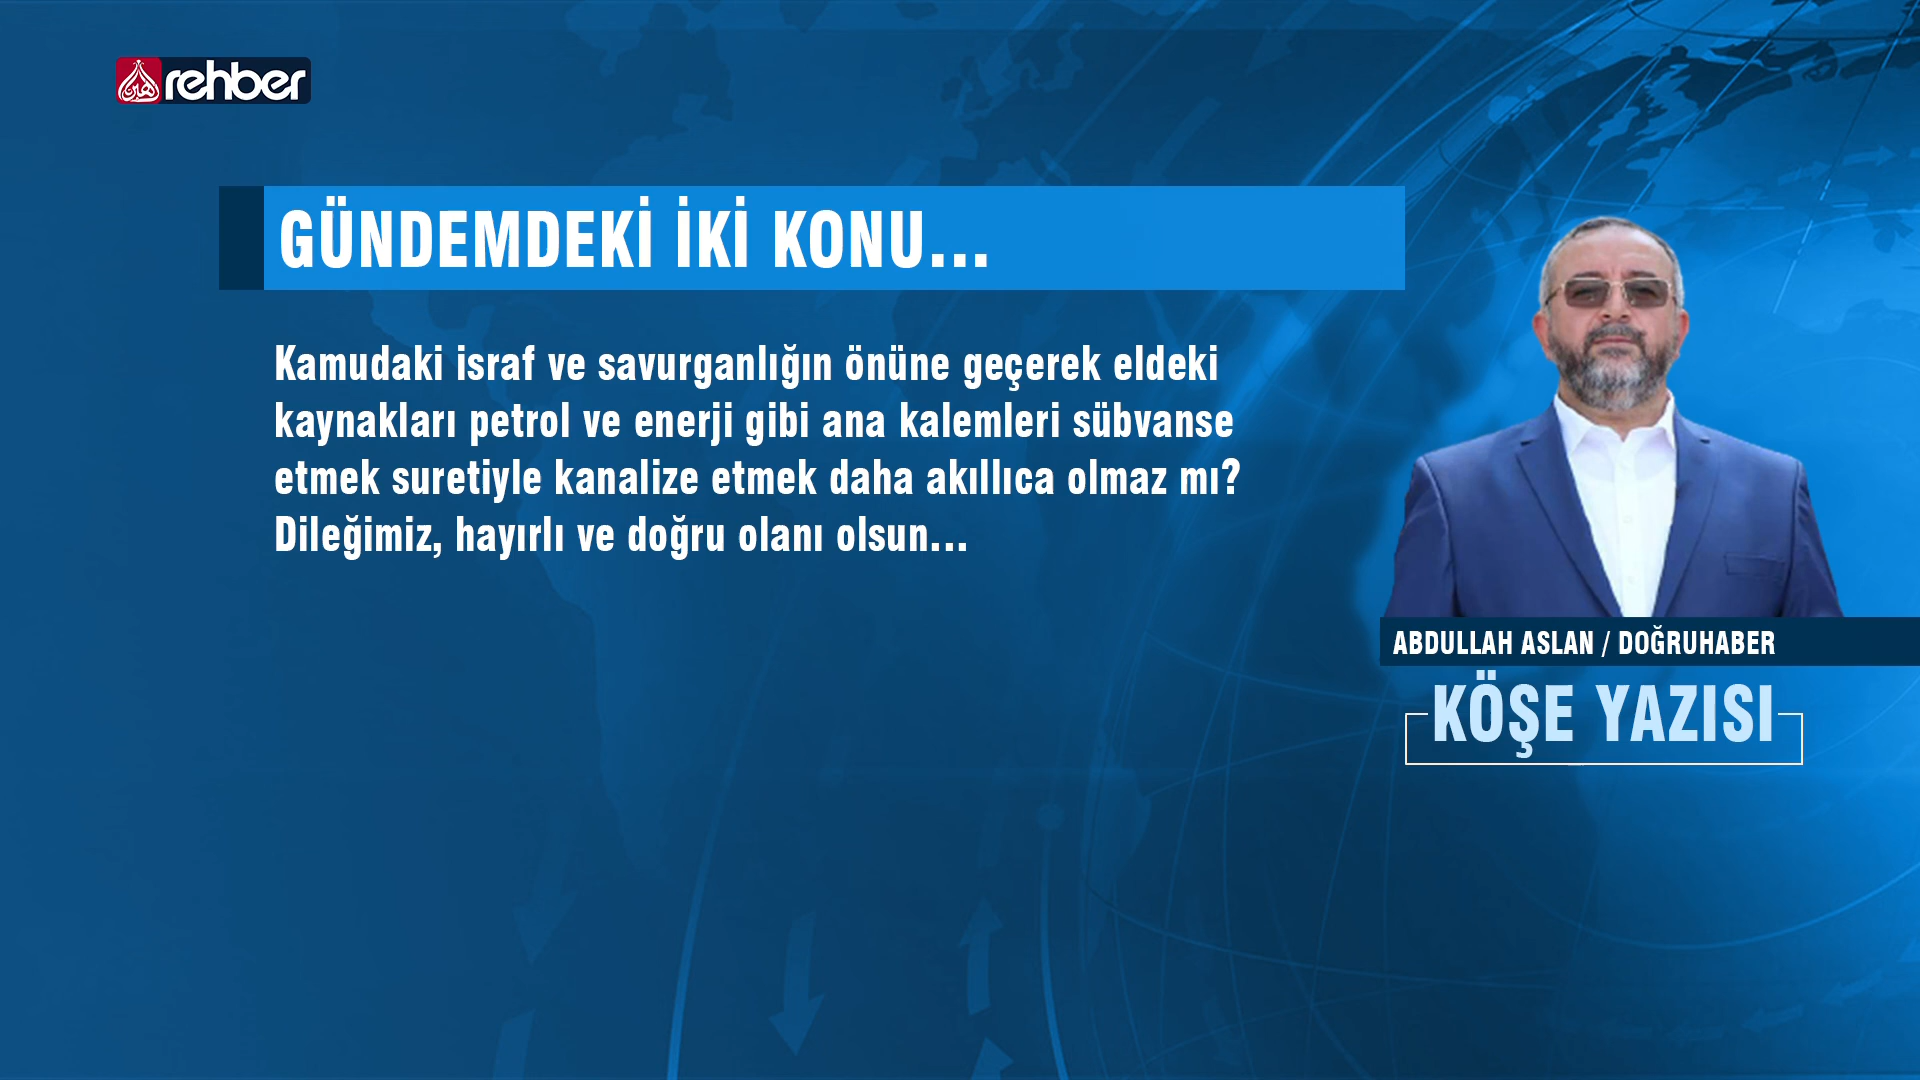 rehber
GÜNDEMDEKİ İKİ KONU...
Kamudaki israf ve savurganlığın önüne geçerek eldeki
kaynakları petrol ve enerji gibi ana kalemleri sübvanse
etmek suretiyle kanalize etmek daha akıllıca olmaz mı?
Dileğimiz, hayırlı ve doğru olanı olsun...
ABDULLAH ASLAN / DOĞRUHABER
KÖŞE YAZISI